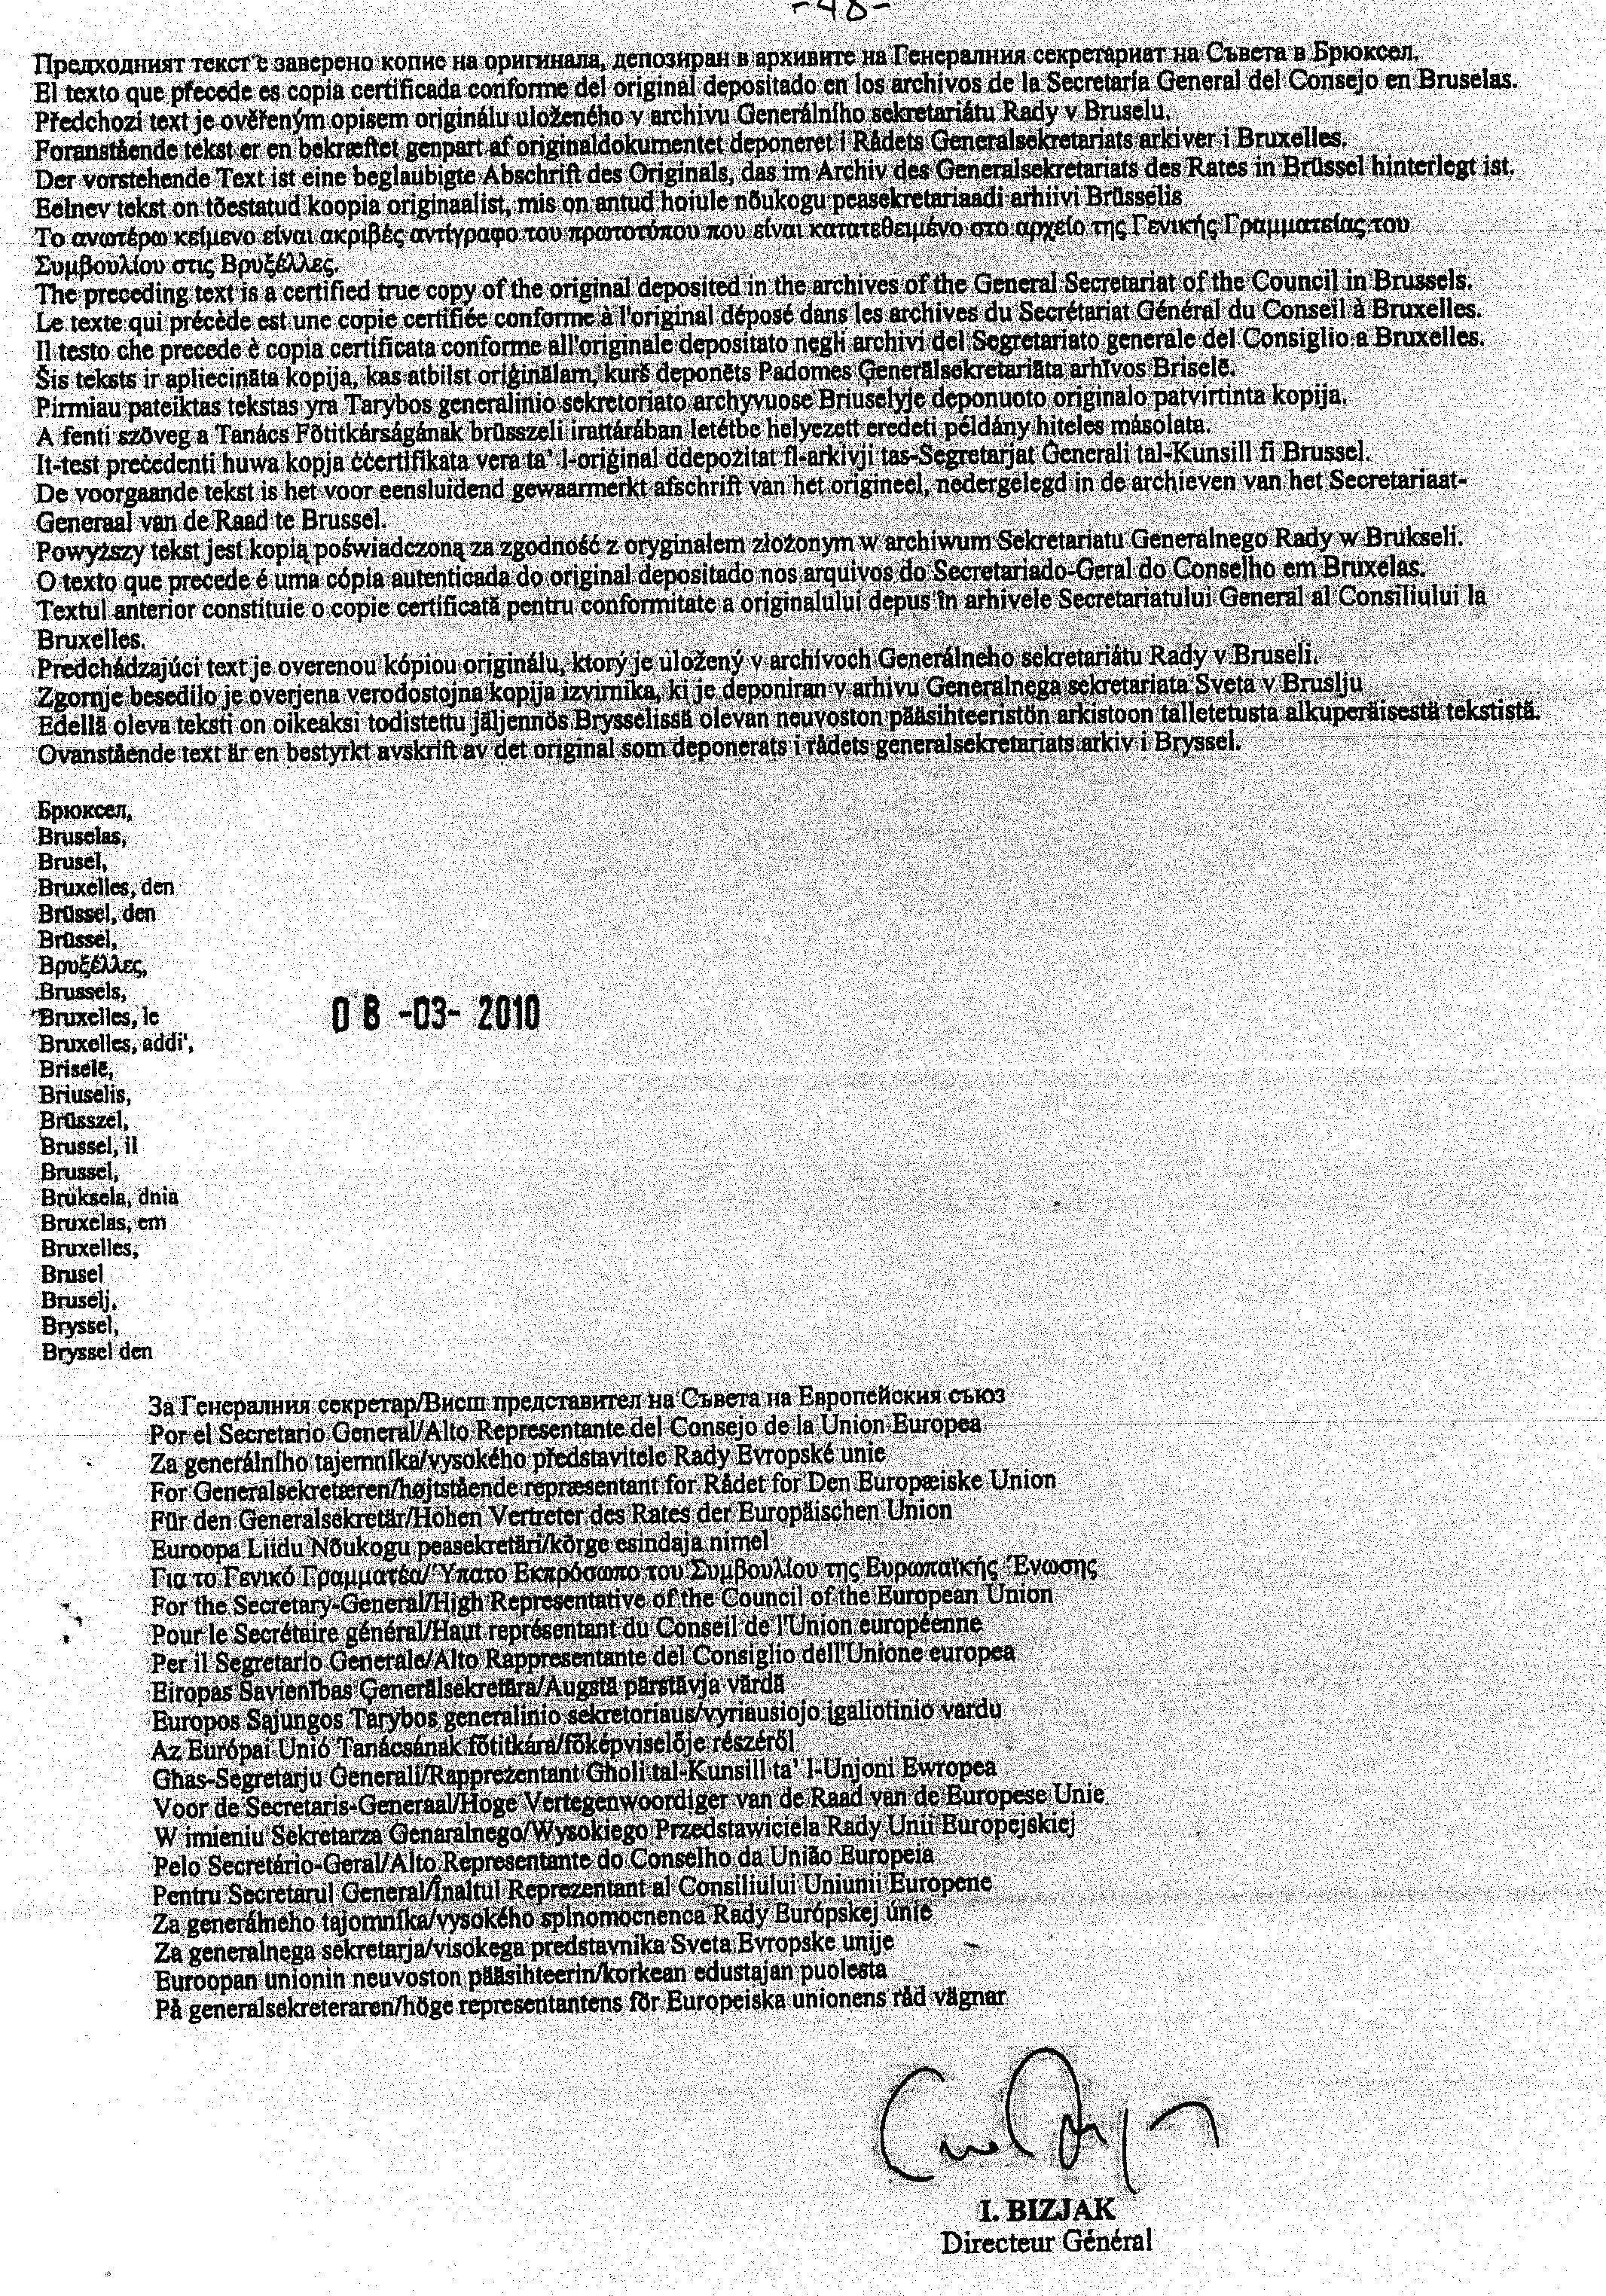 -48-
Предходният текст е заверено копие на оригинала, депозиран в архивите на Генералния секретариат на Съвета в Брюксел.
El texto que precede es copia certificada conforme del original depositado en los archivos de la Secretaría General del Consejo en Bruselas.
Předchozí text je ověřeným opisem originálu uloženého v archivu Generálního sekretariátu Rady v Bruselu.
Foranstående tekst er en bekræftet genpart af originaldokumentet deponeret i Rådets Generalsekretariats arkiver i Bruxelles.
Der vorstehende Text ist eine beglaubigte Abschrift des Originals, das im Archiv des Generalsekretariats des Rates in Brüssel hinterlegt ist.
Eelnev tekst on tõestatud koopia originaalist, mis on antud hoiule nõukogu peasekretariaadi arhiivi Brüsselis
Το ανωτέρω κείμενο είναι ακριβές αντίγραφο του πρωτοτύπου που είναι κατατεθειμένο στο αρχείο της Γενικής Γραμματείας του
Συμβουλίου στις Βρυξέλλες.
The preceding text is a certified true copy of the original deposited in the archives of the General Secretariat of the Council in Brussels.
Le texte qui précède est une copie certifiée conforme à l'original déposé dans les archives du Secrétariat Général du Conseil à Bruxelles.
Il testo che precede è copia certificata conforme all'originale depositato negli archivi del Segretariato generale del Consiglio a Bruxelles.
Šis teksts ir apliecināta kopija, kas atbilst oriģinālam, kurš deponēts Padomes Ģenerālsekretariāta arhīvos Briselē.
Pirmiau pateiktas tekstas yra Tarybos generalinio sekretoriato archyvuose Briuselyje deponuoto originalo patvirtinta kopija.
A fenti szöveg a Tanács Főtitkárságának brüsszeli irattárában letétbe helyezett eredeti példány hiteles másolata.
It-test preċedenti huwa kopja ċċertifikata vera ta' l-oriġinal ddepożitat fl-arkivji tas-Segretarjat Ġenerali tal-Kunsill fi Brussel.
De voorgaande tekst is het voor eensluidend gewaarmerkt afschrift van het origineel, nedergelegd in de archieven van het Secretariaat-
Generaal van de Raad te Brussel.
Powyższy tekst jest kopią poświadczoną za zgodność z oryginałem złożonym w archiwum Sekretariatu Generalnego Rady w Brukseli.
O texto que precede é uma cópia autenticada do original depositado nos arquivos do Secretariado-Geral do Conselho em Bruxelas.
Textul anterior constituie o copie certificată pentru conformitate a originalului depus în arhivele Secretariatului General al Consiliului la
Bruxelles.
Predchádzajúci text je overenou kópiou originálu, ktorý je uložený v archívoch Generálneho sekretariátu Rady v Bruseli.
Zgornje besedilo je overjena verodostojna kopija izvirnika, ki je deponiran v arhivu Generalnega sekretariata Sveta v Bruslju
Edellä oleva teksti on oikeaksi todistettu jäljennös Brysselissä olevan neuvoston pääsihteeristön arkistoon talletetusta alkuperäisestä tekstistä.
Ovanstående text är en bestyrkt avskrift av det original som deponerats i rådets generalsekretariats arkiv i Bryssel.
Брюксел,
Bruselas,
Brusel,
Bruxelles, den
Brüssel, den
Brüssel,
Βρυξέλλες,
Brussels,
Bruxelles, le
Bruxelles, addi',
Briselē,
Briuselis,
Brüsszel,
Brussel, il
Brussel,
Bruksela, dnia
Bruxelas, em
Bruxelles,
Brusel
Bruselj,
Bryssel,
Bryssel den
08 -03- 2010
За Генералния секретар/Висш представител на Съвета на Европейския съюз
Por el Secretario General/Alto Representante del Consejo de la Union Europea
Za generálního tajemníka/vysokého představitele Rady Evropské unie
For Generalsekretæren/højtstående repræsentant for Rådet for Den Europæiske Union
Für den Generalsekretär/Hohen Vertreter des Rates der Europäischen Union
Euroopa Liidu Nõukogu peasekretäri/kõrge esindaja nimel
Για το Γενικό Γραμματέα/Ύπατο Εκπρόσωπο του Συμβουλίου της Ευρωπαϊκής Ένωσης
For the Secretary-General/High Representative of the Council of the European Union
Pour le Secrétaire général/Haut représentant du Conseil de l'Union européenne
Per il Segretario Generale/Alto Rappresentante del Consiglio dell'Unione europea
Eiropas Savienības Ģenerālsekretāra/Augstā pārstāvja vārdā
Europos Sąjungos Tarybos generalinio sekretoriaus/vyriausiojo įgaliotinio vardu
Az Európai Unió Tanácsának főtitkára/főképviselője részéről
Għas-Segretarju Ġenerali/Rappreżentant Għoli tal-Kunsill ta' l-Unjoni Ewropea
Voor de Secretaris-Generaal/Hoge Vertegenwoordiger van de Raad van de Europese Unie
W imieniu Sekretarza Genaralnego/Wysokiego Przedstawiciela Rady Unii Europejskiej
Pelo Secretário-Geral/Alto Representante do Conselho da União Europeia
Pentru Secretarul General/Înaltul Reprezentant al Consiliului Uniunii Europene
Za generálneho tajomníka/vysokého splnomocnenca Rady Európskej únie
Za generalnega sekretarja/visokega predstavnika Sveta Evropske unije
Euroopan unionin neuvoston pääsihteerin/korkean edustajan puolesta
På generalsekreteraren/höge representantens för Europeiska unionens råd vägnar
I. BIZJAK
Directeur Général